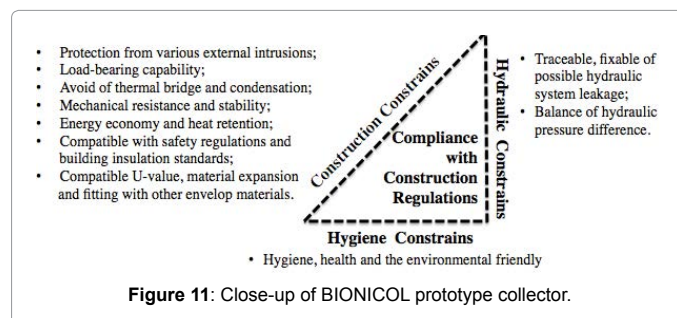 • Protection from various external intrusions;
• Load-bearing capability;
• Avoid of thermal bridge and condensation;
• Mechanical resistance and stability;
• Energy economy and heat retention;
• Compatible with safety regulations and
building insulation standards;
• Compatible U-value, material expansion
and fitting with other envelop materials.
Construction Constrains
Compliance
with
Construction
Regulations
Hydraulic Constrains
• Traceable, fixable of
possible hydraulic
system leakage;
• Balance of hydraulic
pressure difference.
Hygiene Constrains
• Hygiene, health and the environmental friendly
Figure 11: Close-up of BIONICOL prototype collector.